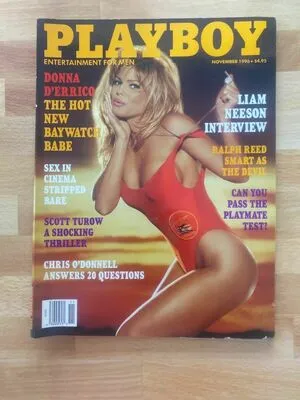 PLAYBOY
ENTERTAINMENT FOR MEN
NOVEMBER 1996 • $4.95
DONNA
D'ERRICO
THE HOT
NEW
BAYWATCH
BABE
SEX IN
CINEMA
STRIPPED
BARE
SCOTT TUROW
A SHOCKING
THRILLER
CHRIS O'DONNELL
ANSWERS 20 QUESTIONS
LIAM
NEESON
INTERVIEW
RALPH REED
SMART AS
THE DEVIL
CAN YOU
PASS THE
PLAYMATE
TEST?